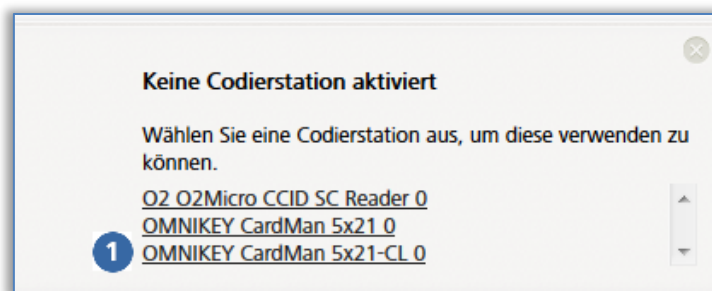 Keine Codierstation aktiviert
Wählen Sie eine Codierstation aus, um diese verwenden zu
können.
O2 O2Micro CCID SC Reader 0
OMNIKEY CardMan 5x21 0
1 OMNIKEY CardMan 5x21-CL 0